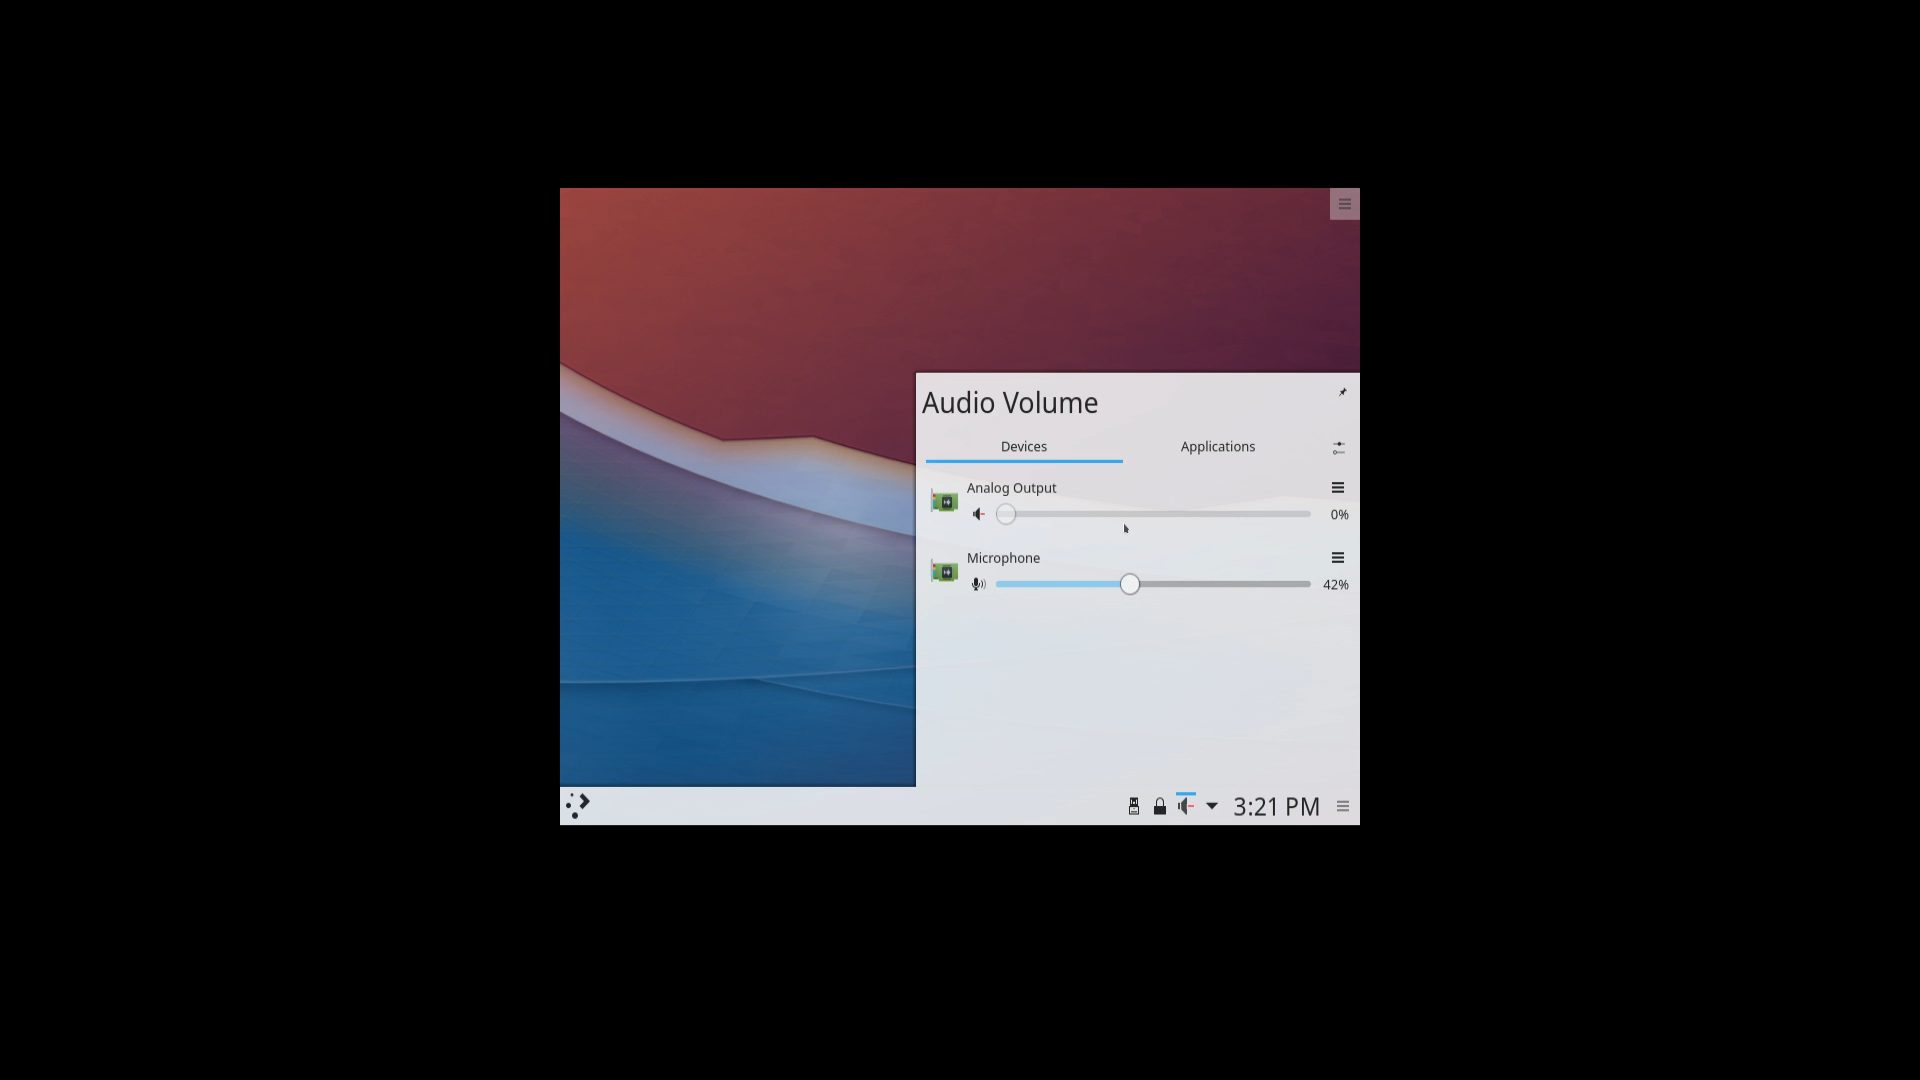 Audio Volume
Devices Applications
Analog Output
0%
Microphone
42%
3:21 PM